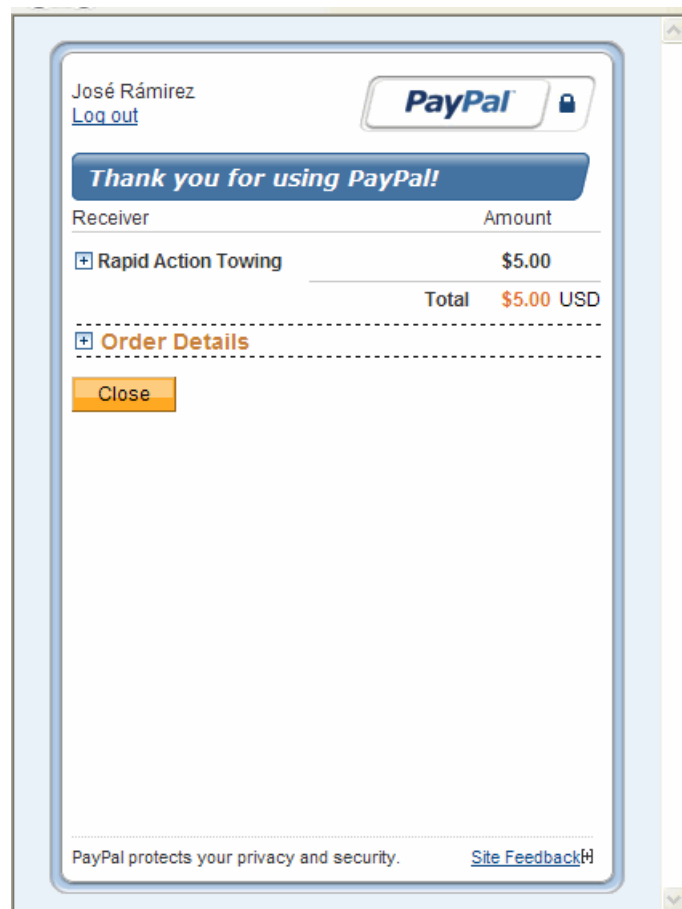 José Rámirez
Log out
PayPal
Thank you for using PayPal!
Receiver Amount
Rapid Action Towing $5.00
Total $5.00 USD
Order Details
Close
PayPal protects your privacy and security. Site Feedback[+]